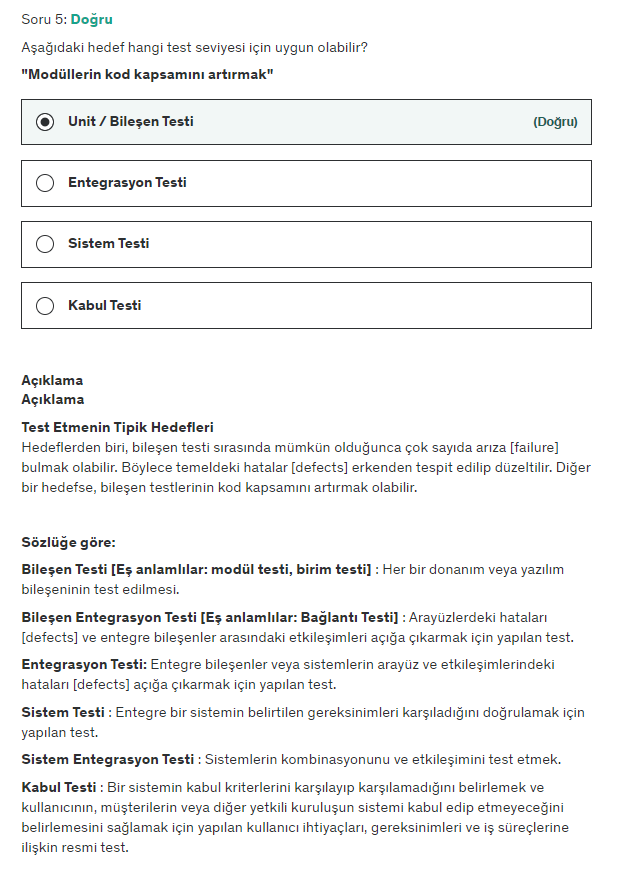 Soru 5: Doğru
Aşağıdaki hedef hangi test seviyesi için uygun olabilir?
"Modüllerin kod kapsamını artırmak"
Unit / Bileşen Testi (Doğru)
Entegrasyon Testi
Sistem Testi
Kabul Testi
Açıklama
Açıklama
Test Etmenin Tipik Hedefleri
Hedeflerden biri, bileşen testi sırasında mümkün olduğunca çok sayıda arıza [failure]
bulmak olabilir. Böylece temeldeki hatalar [defects] erkenden tespit edilip düzeltilir. Diğer
bir hedefse, bileşen testlerinin kod kapsamını artırmak olabilir.
Sözlüğe göre:
Bileşen Testi [Eş anlamlılar: modül testi, birim testi] : Her bir donanım veya yazılım
bileşeninin test edilmesi.
Bileşen Entegrasyon Testi [Eş anlamlılar: Bağlantı Testi] : Arayüzlerdeki hataları
[defects] ve entegre bileşenler arasındaki etkileşimleri açığa çıkarmak için yapılan test.
Entegrasyon Testi: Entegre bileşenler veya sistemlerin arayüz ve etkileşimlerindeki
hataları [defects] açığa çıkarmak için yapılan test.
Sistem Testi : Entegre bir sistemin belirtilen gereksinimleri karşıladığını doğrulamak için
yapılan test.
Sistem Entegrasyon Testi : Sistemlerin kombinasyonunu ve etkileşimini test etmek.
Kabul Testi : Bir sistemin kabul kriterlerini karşılayıp karşılamadığını belirlemek ve
kullanıcının, müşterilerin veya diğer yetkili kuruluşun sistemi kabul edip etmeyeceğini
belirlemesini sağlamak için yapılan kullanıcı ihtiyaçları, gereksinimleri ve iş süreçlerine
ilişkin resmi test.